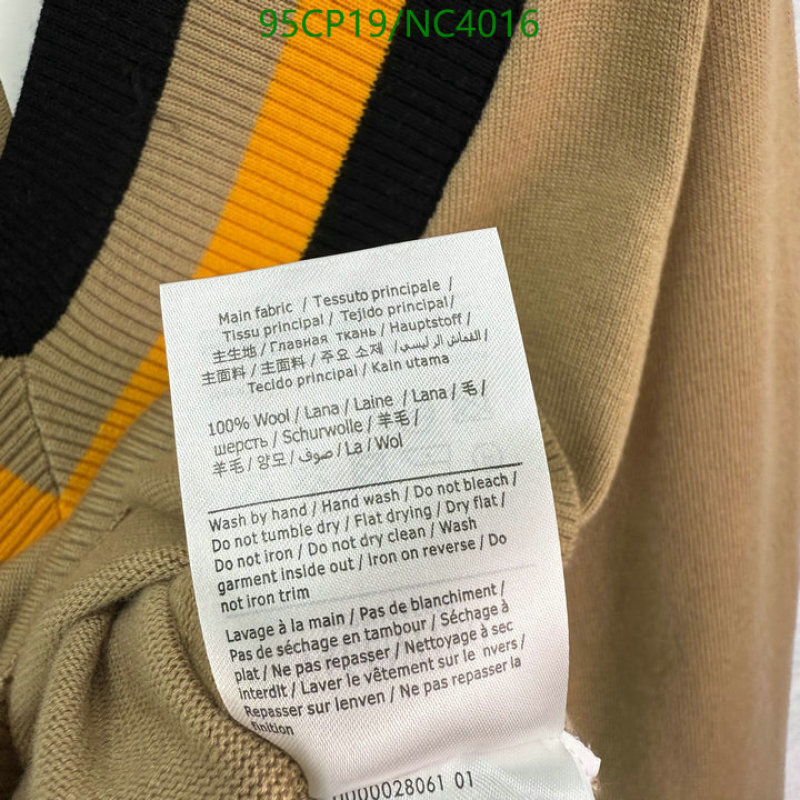 95CP19/NC4016
Main fabric / Tessuto principale /
Tissu principal / Tejido principal/
主生地 / Главная ткань / Hauptstoff /
主面料 / 主面料 / 주요 소재 / القماش الرئيسي /
Tecido principal / Kain utama
100% Wool / Lana / Laine / Lana / 毛 /
шерсть / Schurwolle / 羊毛 /
羊毛 / 양모 / صوف / La / Wol
Wash by hand / Hand wash / Do not bleach /
Do not tumble dry / Flat drying / Dry flat /
Do not iron / Do not dry clean / Wash
garment inside out / Iron on reverse / Do
not iron trim
Lavage à la main / Pas de blanchiment /
Pas de séchage en tambour / Séchage à
plat / Ne pas repasser / Nettoyage à sec
interdit / Laver le vêtement sur le nvers /
Repasser sur lenven / Ne pas repasser la
finition
0000028061 01